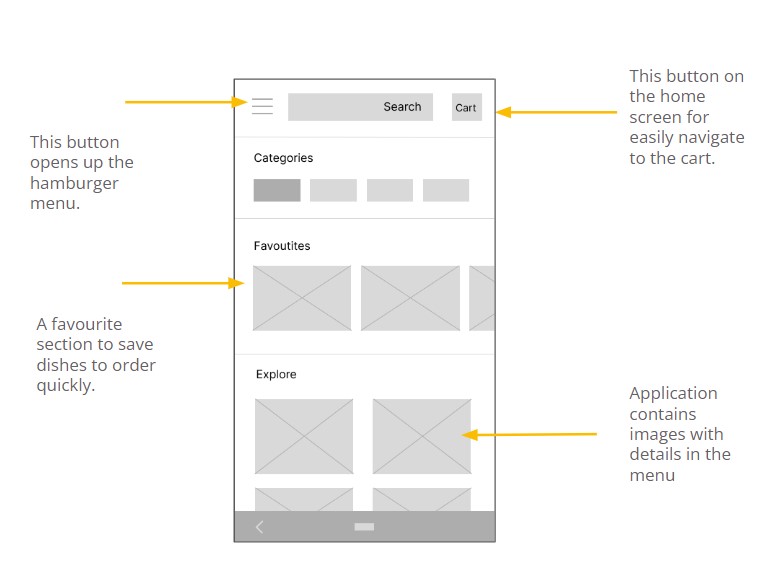 This button
opens up the
hamburger
menu.
A favourite
section to save
dishes to order
quickly.
Search
Cart
Categories
Favoutites
Explore
This button on
the home
screen for
easily navigate
to the cart.
Application
contains
images with
details in the
menu